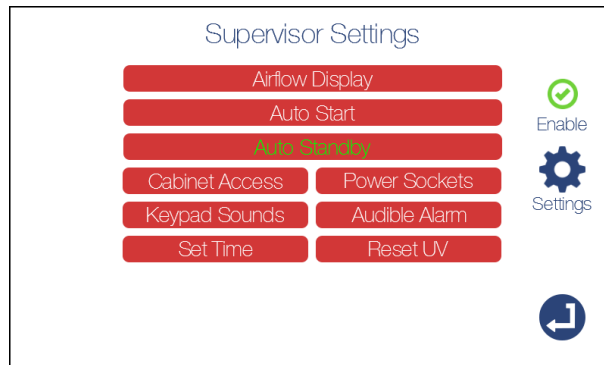 Supervisor Settings
Airflow Display
Auto Start
Auto Standby
Cabinet Access
Power Sockets
Keypad Sounds
Audible Alarm
Set Time
Reset UV
Enable
Settings